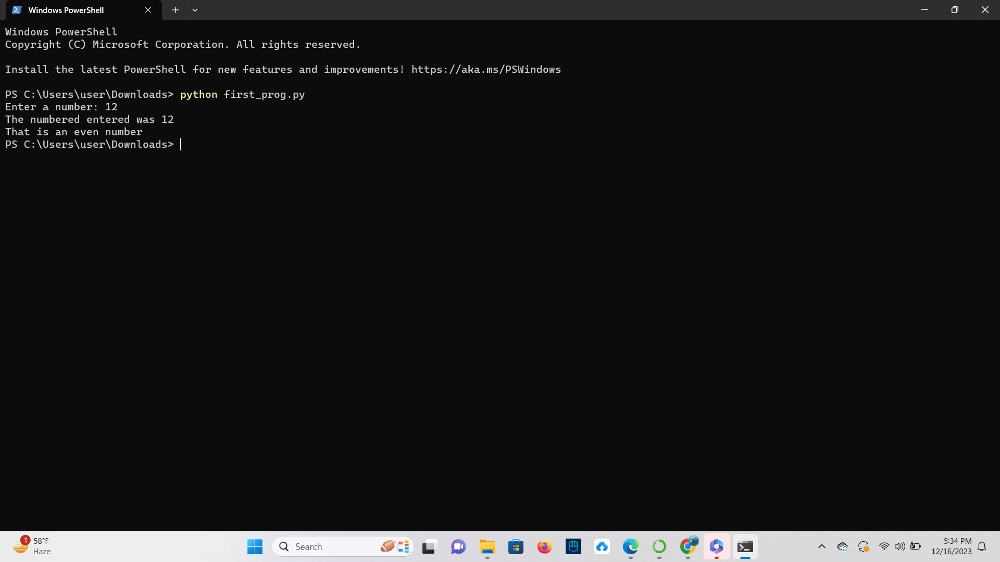 Windows PowerShell
Windows PowerShell
Copyright (C) Microsoft Corporation. All rights reserved.
Install the latest PowerShell for new features and improvements! https://aka.ms/PSWindows
PS C:\Users\user\Downloads> python first_prog.py
Enter a number: 12
The numbered entered was 12
That is an even number
PS C:\Users\user\Downloads>
1
58°F
Haze
Search
5:34 PM
12/16/2023